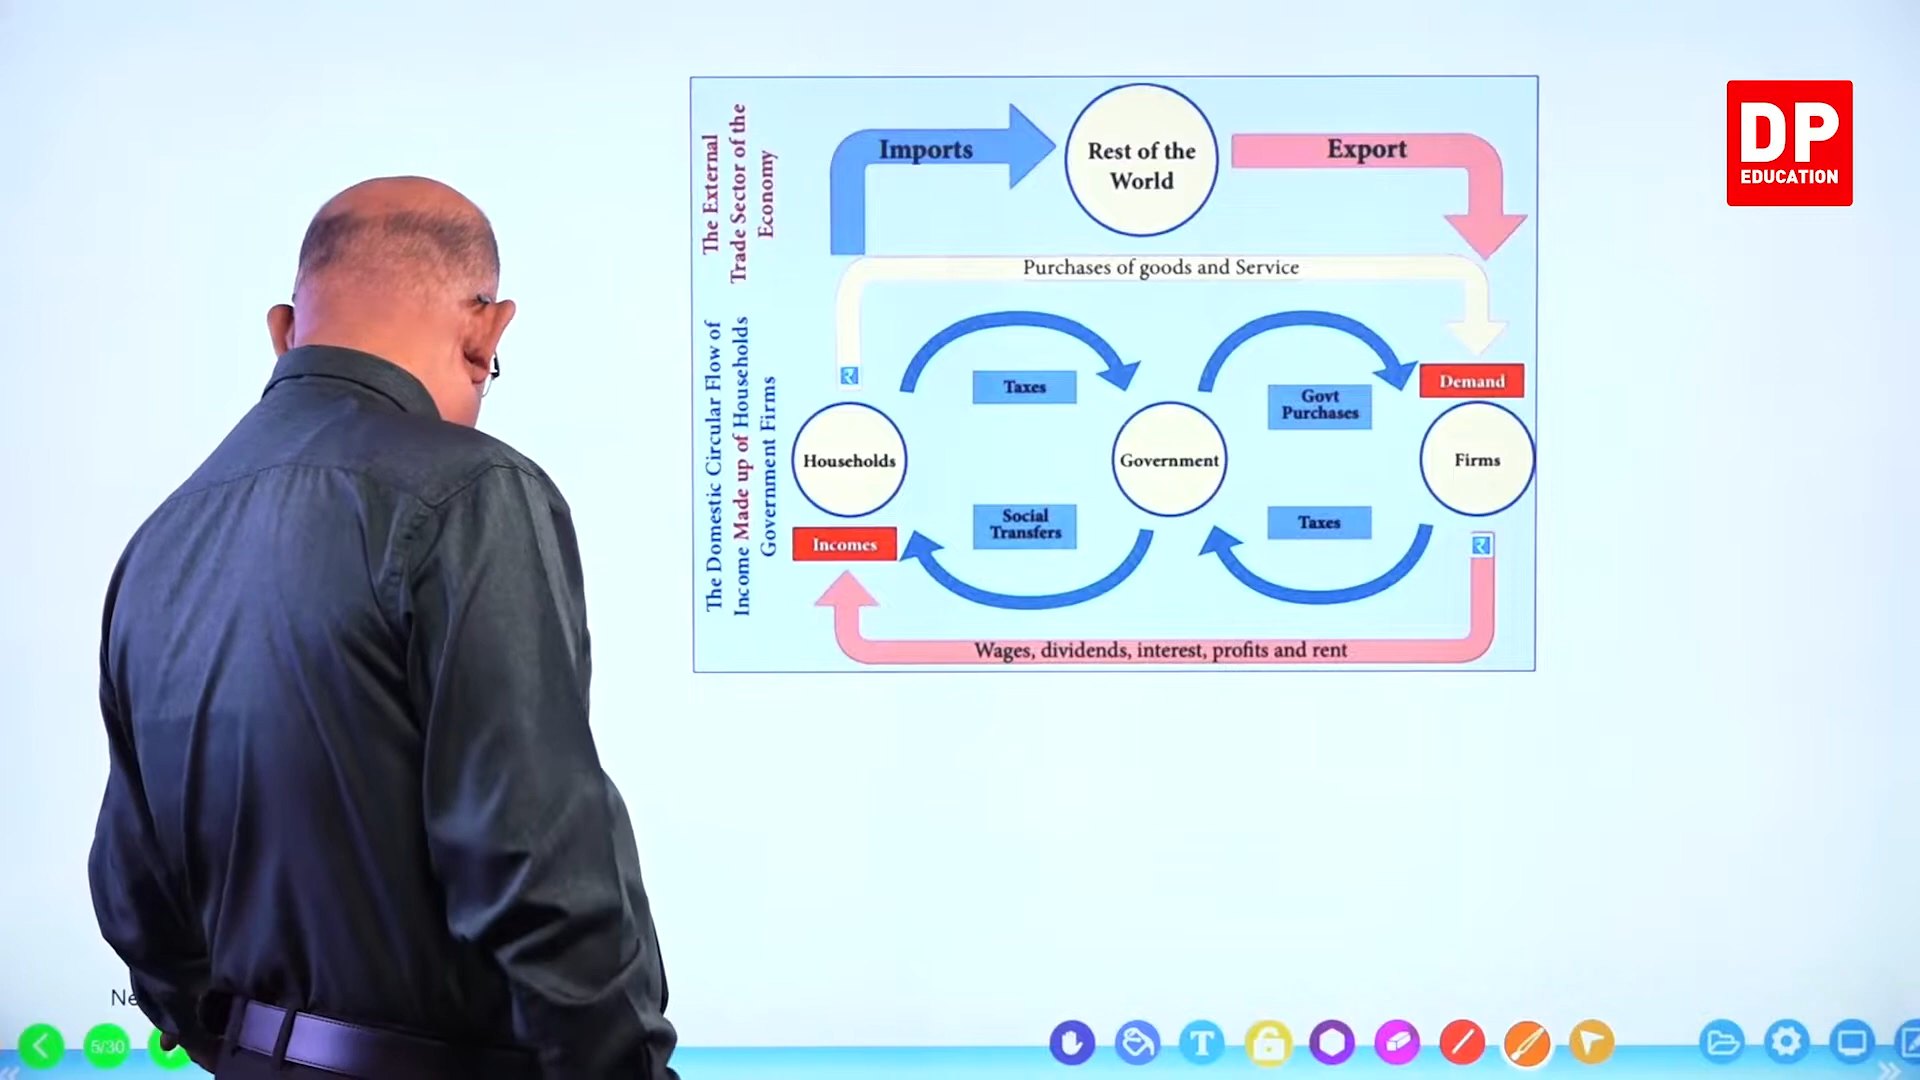 DP
EDUCATION
The External
Trade Sector of the
Economy
Imports
Rest of the
World
Export
Purchases of goods and Service
The Domestic Circular Flow of
Income Made up of Households
Government Firms
Taxes
Govt
Purchases
Demand
Households
Government
Firms
Incomes
Social
Transfers
Taxes
₹
₹
Wages, dividends, interest, profits and rent
5/30
T